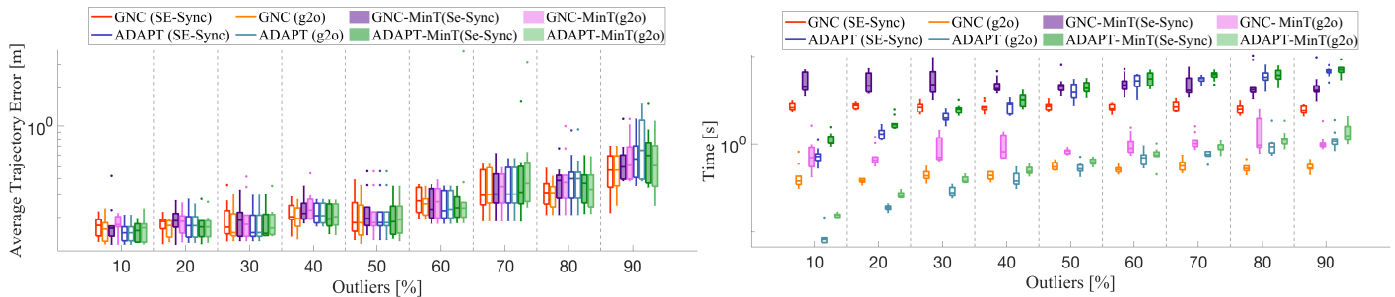 GNC (SE-Sync) GNC (g2o) GNC-MinT(Se-Sync) GNC-MinT(g2o)
ADAPT (SE-Sync) ADAPT (g2o) ADAPT-MinT(Se-Sync) ADAPT-MinT(g2o)
Average Trajectory Error [m]
10^0
10 20 30 40 50 60 70 80 90
Outliers [%]
GNC (SE-Sync) GNC (g2o) GNC-MinT(Se-Sync) GNC- MinT(g2o)
ADAPT (SE-Sync) ADAPT (g2o) ADAPT-MinT(Se-Sync) ADAPT-MinT(g2o)
Time [s]
10^0
10 20 30 40 50 60 70 80 90
Outliers [%]